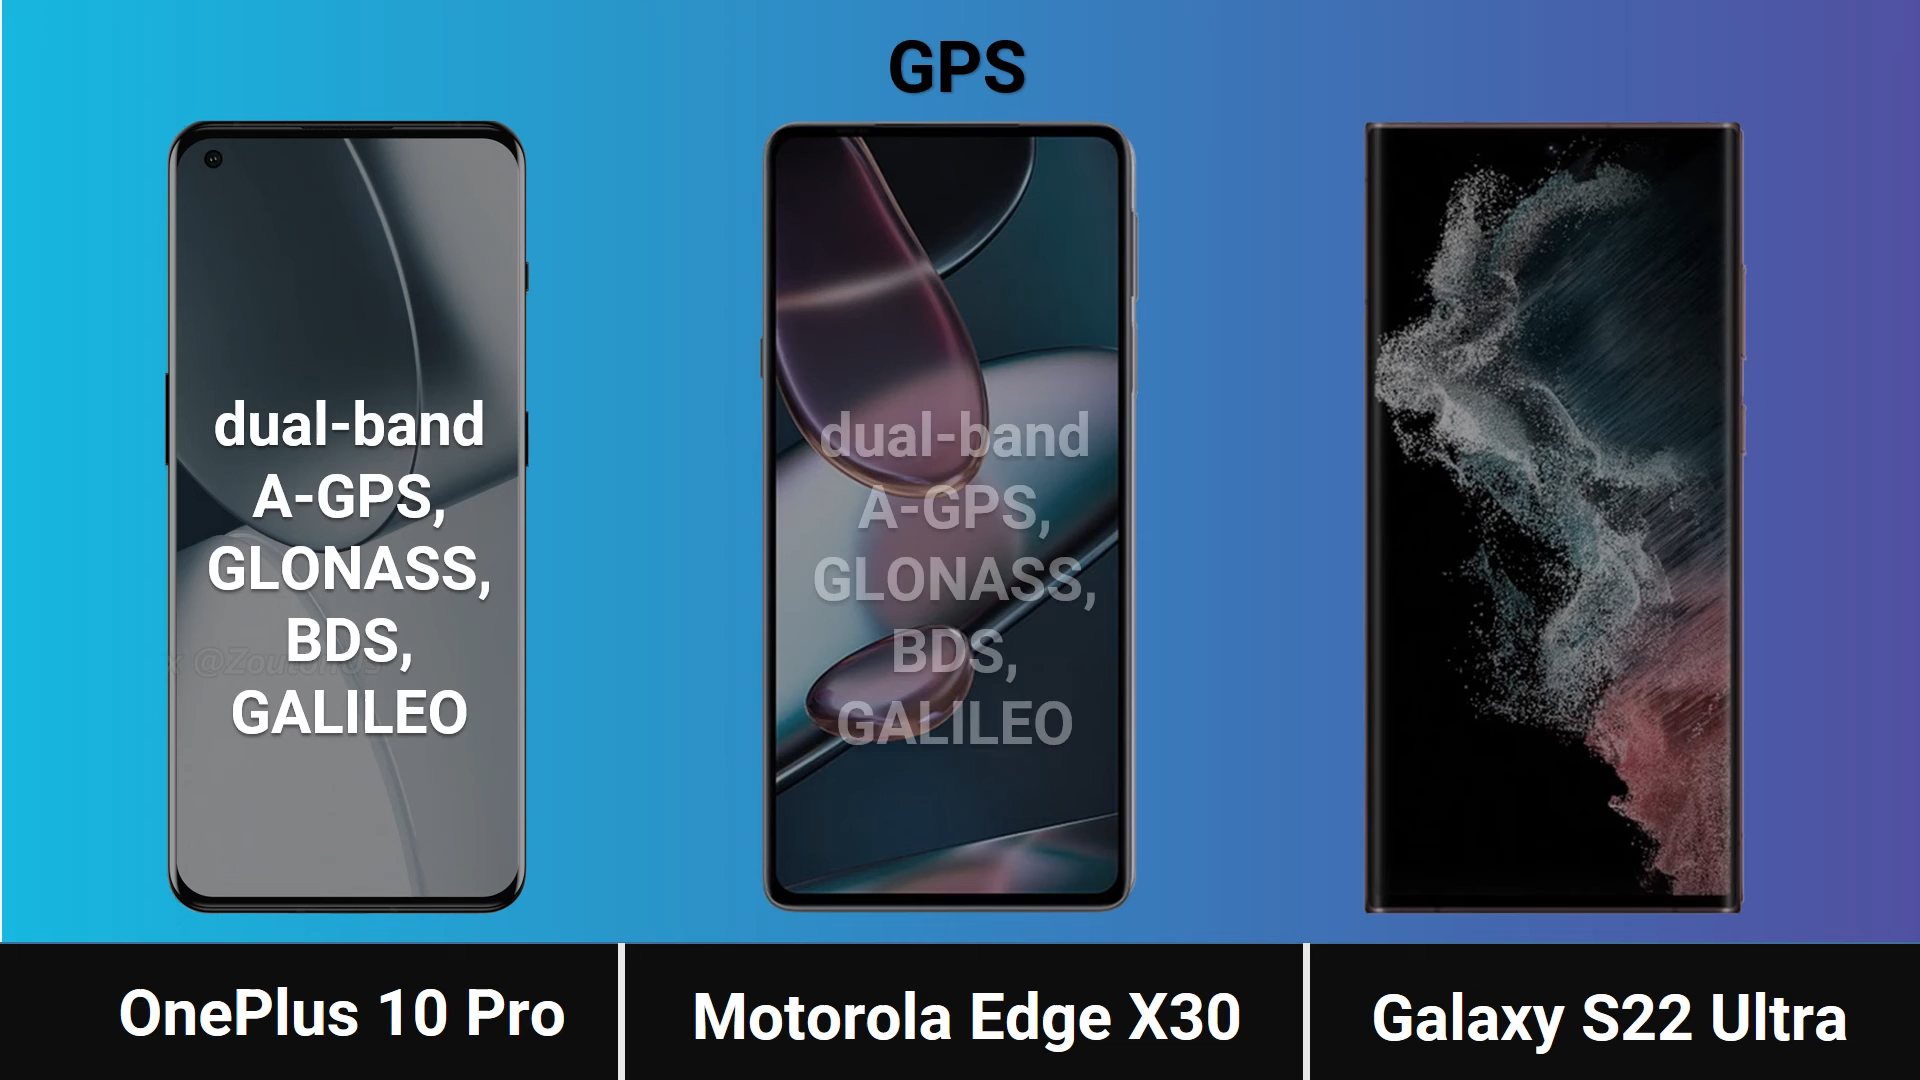 GPS
dual-band
A-GPS,
GLONASS,
BDS,
GALILEO
dual-band
A-GPS,
GLONASS,
BDS,
GALILEO
OnePlus 10 Pro
Motorola Edge X30
Galaxy S22 Ultra